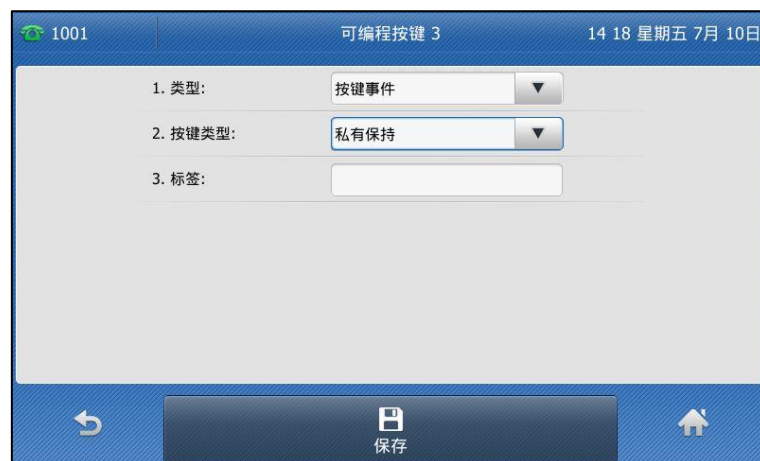 1001 可编程按键 3 14 18 星期五 7月 10日
1. 类型: 按键事件
2. 按键类型: 私有保持
3. 标签:
保存